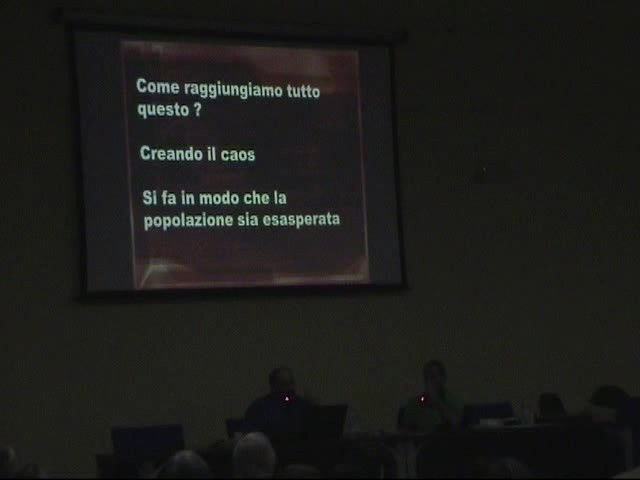 Come raggiungiamo tutto
questo ?
Creando il caos
Si fa in modo che la
popolazione sia esasperata